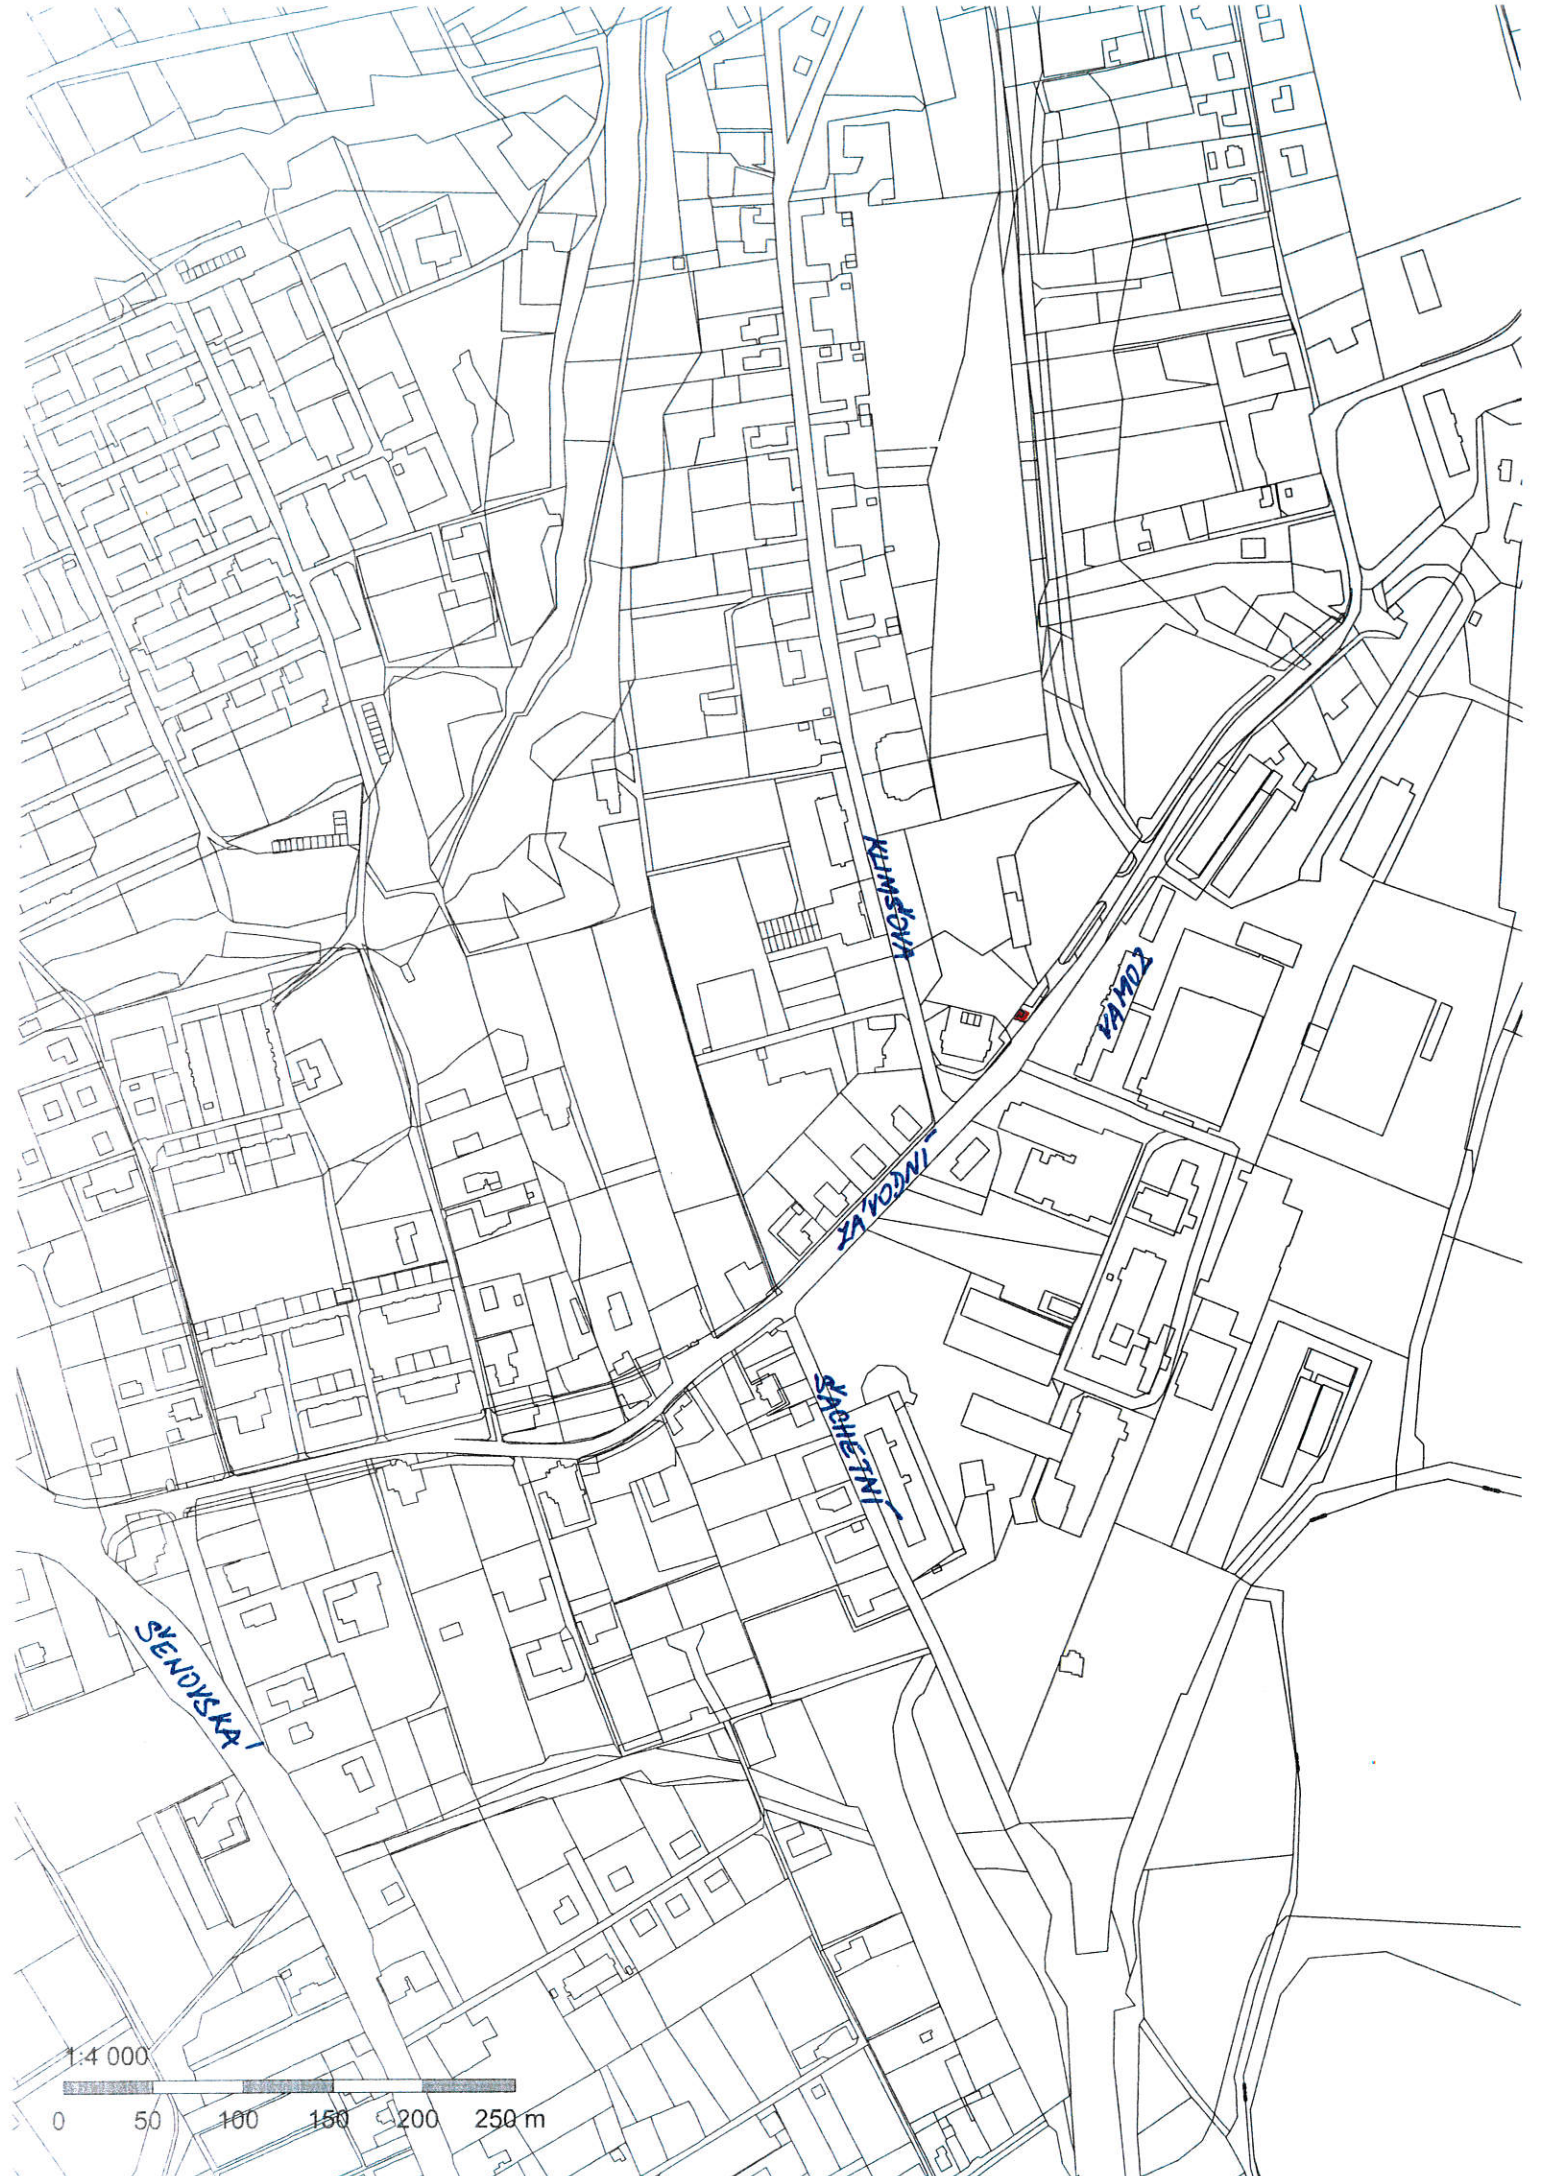 KLIMŠOVA
VAMOZ
ZÁVODNÍ
ŠACHETNÍ
ŠENOVSKÁ
1:4 000
0 50 100 150 200 250 m